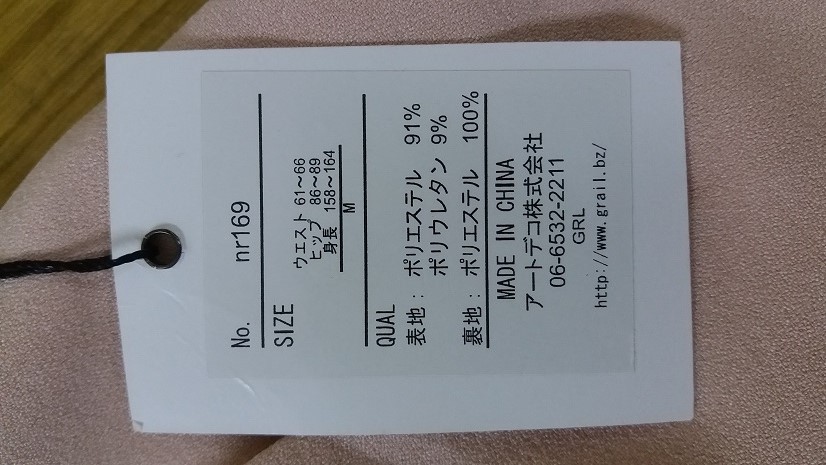 No. nr169
SIZE
ウエスト 61～66
ヒップ 86～89
身長 158～164
M
QUAL
表地： ポリエステル 91%
ポリウレタン 9%
裏地： ポリエステル 100%
MADE IN CHINA
アートデコ株式会社
06-6532-2211
GRL
http://www.grail.bz/